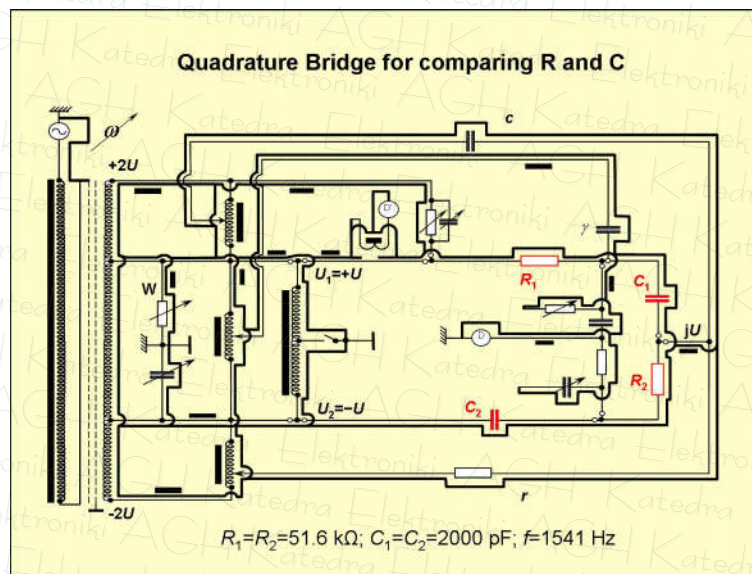 Quadrature Bridge for comparing R and C
c
ω
+2U
D
γ
U₁=+U
R₁
C₁
W
jU
D
R₂
C₂
U₂=−U
r
-2U
R₁=R₂=51.6 kΩ; C₁=C₂=2000 pF; f=1541 Hz